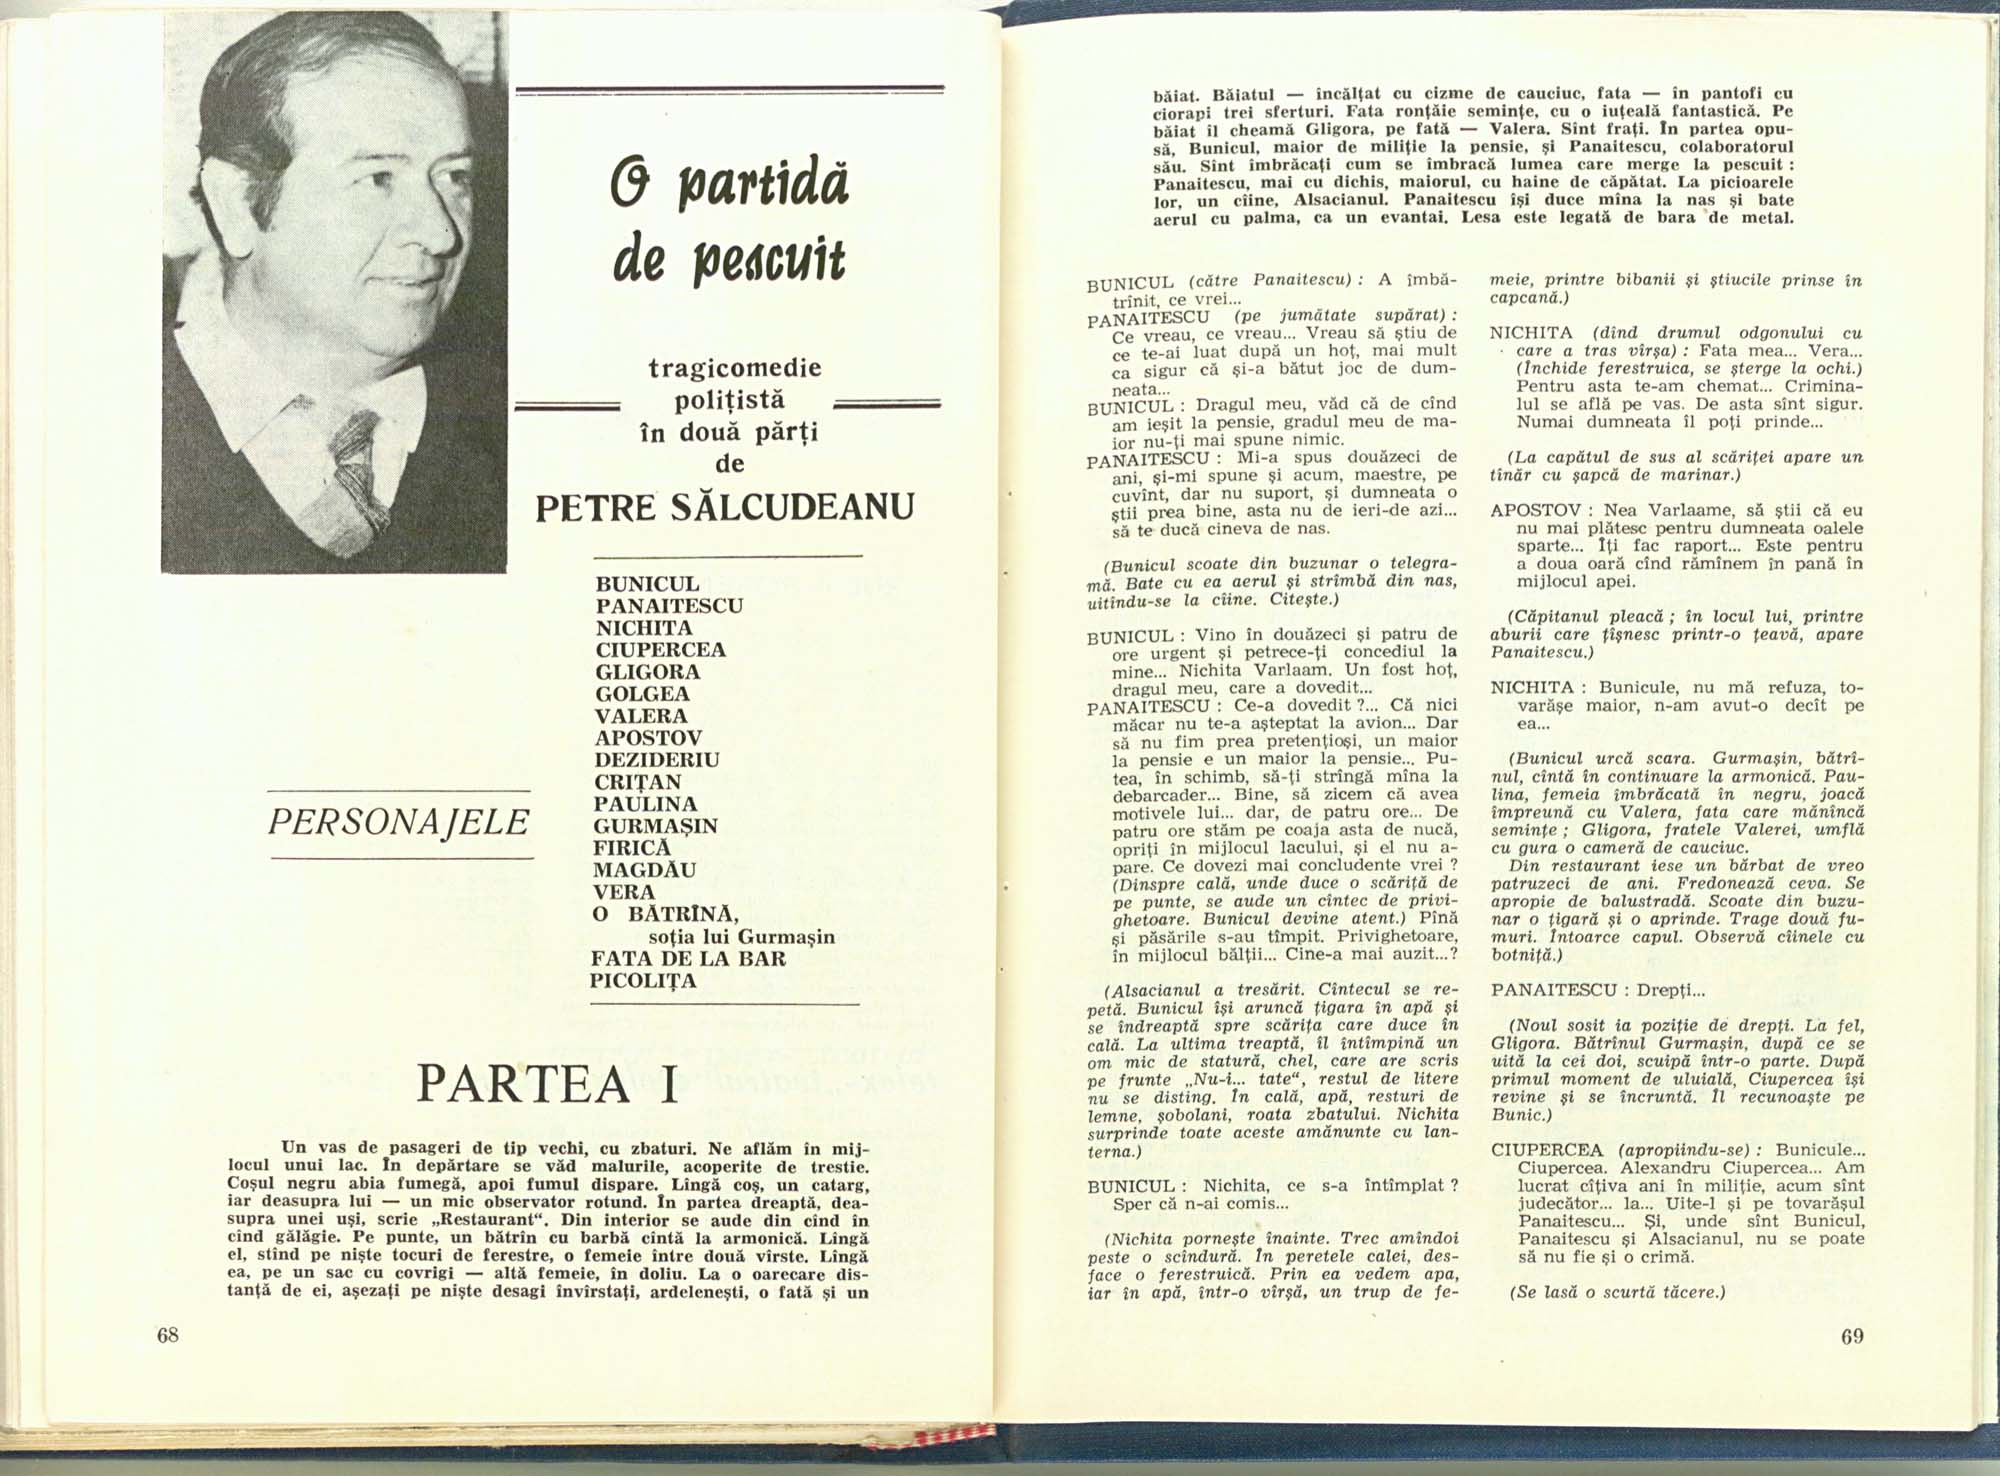 O partidă
de pescuit
tragicomedie
polițistă
în două părți
de
PETRE SĂLCUDEANU
PERSONAJELE
BUNICUL
PANAITESCU
NICHITA
CIUPERCEA
GLIGORA
GOLGEA
VALERA
APOSTOV
DEZIDERIU
CRIȚAN
PAULINA
GURMAȘIN
FIRICĂ
MAGDĂU
VERA
O BĂTRÎNĂ,
soția lui Gurmașin
FATA DE LA BAR
PICOLIȚA
PARTEA I
Un vas de pasageri de tip vechi, cu zbaturi. Ne aflăm în mij-
locul unui lac. În depărtare se văd malurile, acoperite de trestie.
Coșul negru abia fumegă, apoi fumul dispare. Lîngă coș, un catarg,
iar deasupra lui — un mic observator rotund. În partea dreaptă, dea-
supra unei uși, scrie „Restaurant“. Din interior se aude din cînd în
cînd gălăgie. Pe punte, un bătrîn cu barbă cîntă la armonică. Lîngă
el, stînd pe niște tocuri de ferestre, o femeie între două vîrste. Lîngă
ea, pe un sac cu covrigi — altă femeie, în doliu. La o oarecare dis-
tanță de ei, așezați pe niște desagi învîrstați, ardelenești, o fată și un
68
băiat. Băiatul — încălțat cu cizme de cauciuc, fata — în pantofi cu
ciorapi trei sferturi. Fata ronțăie semințe, cu o iuțeală fantastică. Pe
băiat îl cheamă Gligora, pe fată — Valera. Sînt frați. În partea opu-
să, Bunicul, maior de miliție la pensie, și Panaitescu, colaboratorul
său. Sînt îmbrăcați cum se îmbracă lumea care merge la pescuit :
Panaitescu, mai cu dichis, maiorul, cu haine de căpătat. La picioarele
lor, un cîine, Alsacianul. Panaitescu își duce mîna la nas și bate
aerul cu palma, ca un evantai. Lesa este legată de bara de metal.
BUNICUL (către Panaitescu) : A îmbă-
trînit, ce vrei...
PANAITESCU (pe jumătate supărat) :
Ce vreau, ce vreau... Vreau să știu de
ce te-ai luat după un hoț, mai mult
ca sigur că și-a bătut joc de dum-
neata...
BUNICUL : Dragul meu, văd că de cînd
am ieșit la pensie, gradul meu de ma-
ior nu-ți mai spune nimic.
PANAITESCU : Mi-a spus douăzeci de
ani, și-mi spune și acum, maestre, pe
cuvînt, dar nu suport, și dumneata o
știi prea bine, asta nu de ieri-de azi...
să te ducă cineva de nas.
(Bunicul scoate din buzunar o telegra-
mă. Bate cu ea aerul și strîmbă din nas,
uitîndu-se la cîine. Citește.)
BUNICUL : Vino în douăzeci și patru de
ore urgent și petrece-ți concediul la
mine... Nichita Varlaam. Un fost hoț,
dragul meu, care a dovedit...
PANAITESCU : Ce-a dovedit ?... Că nici
măcar nu te-a așteptat la avion... Dar
să nu fim prea pretențioși, un maior
la pensie e un maior la pensie... Pu-
tea, în schimb, să-ți strîngă mîna la
debarcader... Bine, să zicem că avea
motivele lui... dar, de patru ore... De
patru ore stăm pe coaja asta de nucă,
opriți în mijlocul lacului, și el nu a-
pare. Ce dovezi mai concludente vrei ?
(Dinspre cală, unde duce o scăriță de
pe punte, se aude un cîntec de privi-
ghetoare. Bunicul devine atent.) Pînă
și păsările s-au tîmpit. Privighetoare,
în mijlocul bălții... Cine-a mai auzit...?
(Alsacianul a tresărit. Cîntecul se re-
petă. Bunicul își aruncă țigara în apă și
se îndreaptă spre scărița care duce în
cală. La ultima treaptă, îl întîmpină un
om mic de statură, chel, care are scris
pe frunte „Nu-i... tate“, restul de litere
nu se disting. În cală, apă, resturi de
lemne, șobolani, roata zbatului. Nichita
surprinde toate aceste amănunte cu lan-
terna.)
BUNICUL : Nichita, ce s-a întîmplat ?
Sper că n-ai comis...
(Nichita pornește înainte. Trec amîndoi
peste o scîndură. În peretele calei, des-
face o ferestruică. Prin ea vedem apa,
iar în apă, într-o vîrșă, un trup de fe-
meie, printre bibanii și știucile prinse în
capcană.)
NICHITA (dînd drumul odgonului cu
care a tras vîrșa) : Fata mea... Vera...
(Închide ferestruica, se șterge la ochi.)
Pentru asta te-am chemat... Crimina-
lul se află pe vas. De asta sînt sigur.
Numai dumneata îl poți prinde...
(La capătul de sus al scăriței apare un
tînăr cu șapcă de marinar.)
APOSTOV : Nea Varlaame, să știi că eu
nu mai plătesc pentru dumneata oalele
sparte... Îți fac raport... Este pentru
a doua oară cînd rămînem în pană în
mijlocul apei.
(Căpitanul pleacă ; în locul lui, printre
aburii care țîșnesc printr-o țeavă, apare
Panaitescu.)
NICHITA : Bunicule, nu mă refuza, to-
varășe maior, n-am avut-o decît pe
ea...
(Bunicul urcă scara. Gurmașin, bătrî-
nul, cîntă în continuare la armonică. Pau-
lina, femeia îmbrăcată în negru, joacă
împreună cu Valera, fata care mănîncă
semințe ; Gligora, fratele Valerei, umflă
cu gura o cameră de cauciuc.
Din restaurant iese un bărbat de vreo
patruzeci de ani. Fredonează ceva. Se
apropie de balustradă. Scoate din buzu-
nar o țigară și o aprinde. Trage două fu-
muri. Întoarce capul. Observă cîinele cu
botniță.)
PANAITESCU : Drepți...
(Noul sosit ia poziție de drepți. La fel,
Gligora. Bătrînul Gurmașin, după ce se
uită la cei doi, scuipă într-o parte. După
primul moment de uluială, Ciupercea își
revine și se încruntă. Îl recunoaște pe
Bunic.)
CIUPERCEA (apropiindu-se) : Bunicule...
Ciupercea. Alexandru Ciupercea... Am
lucrat cîțiva ani în miliție, acum sînt
judecător... la... Uite-l și pe tovarășul
Panaitescu... Și, unde sînt Bunicul,
Panaitescu și Alsacianul, nu se poate
să nu fie și o crimă.
(Se lasă o scurtă tăcere.)
69